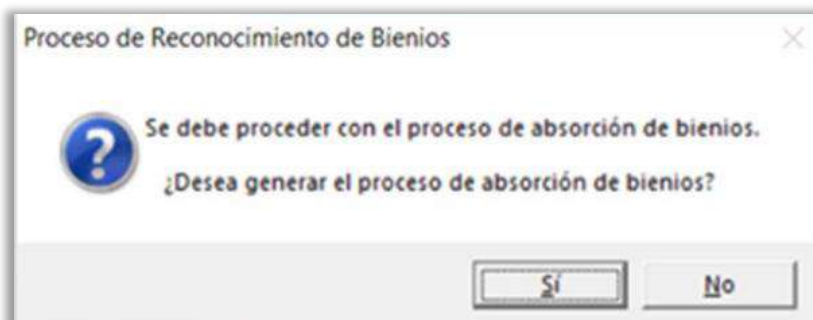 Proceso de Reconocimiento de Bienios
Se debe proceder con el proceso de absorción de bienios.
¿Desea generar el proceso de absorción de bienios?
Sí
No